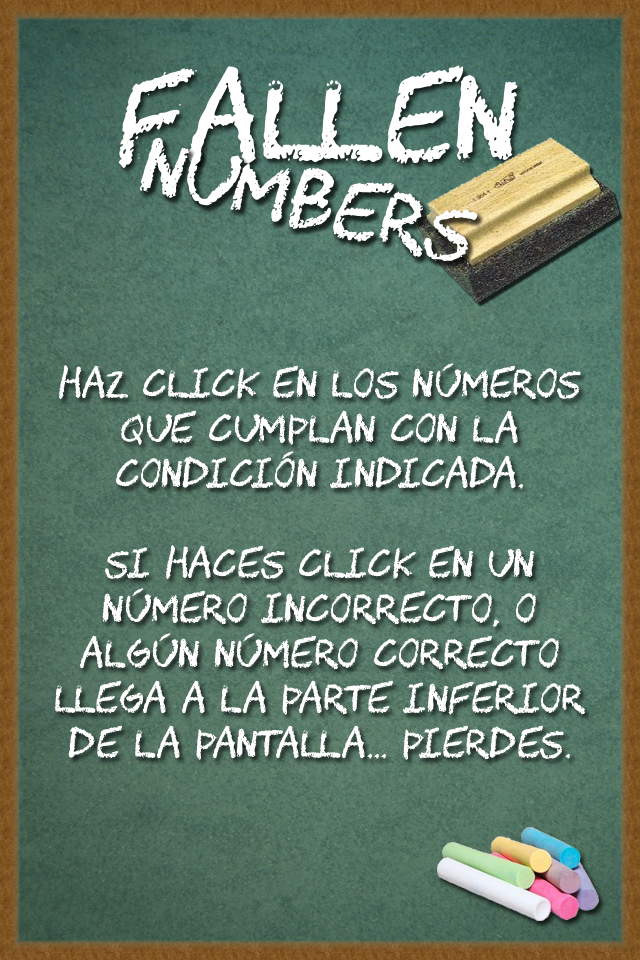 FALLEN
NUMBERS
HAZ CLICK EN LOS NÚMEROS
QUE CUMPLAN CON LA
CONDICIÓN INDICADA.
SI HACES CLICK EN UN
NÚMERO INCORRECTO, O
ALGÚN NÚMERO CORRECTO
LLEGA A LA PARTE INFERIOR
DE LA PANTALLA... PIERDES.